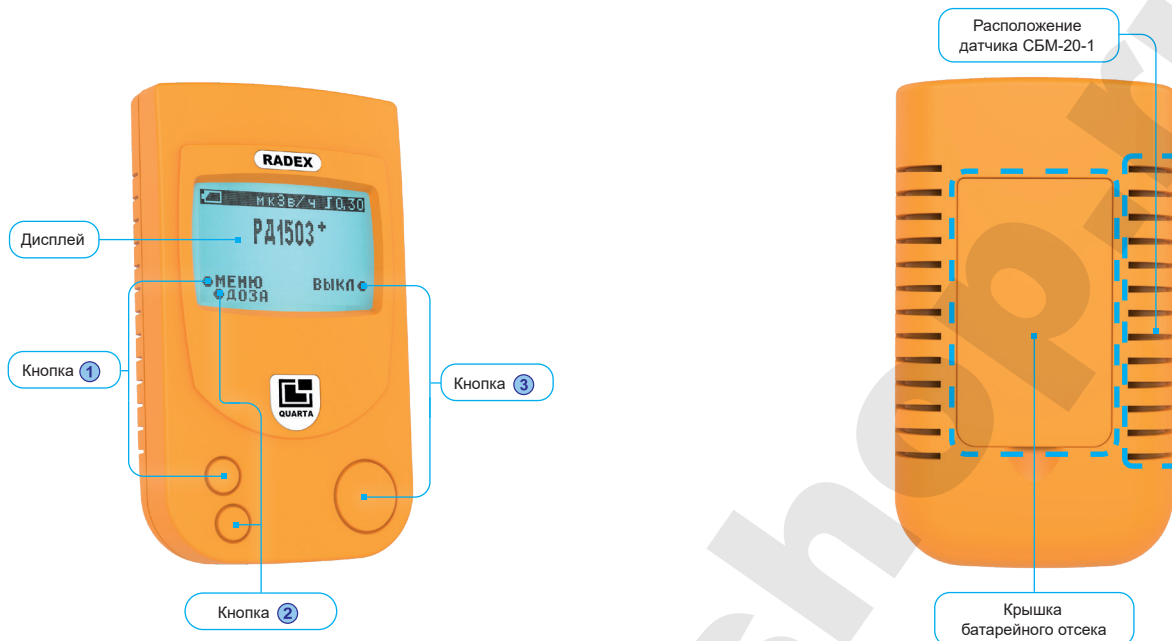 Расположение
датчика СБМ-20-1
RADEX
мкЗв/ч 0.30
РД1503+
Дисплей
МЕНЮ
ВЫКЛ
ДОЗА
Кнопка 1
Кнопка 3
QUARTA
Кнопка 2
Крышка
батарейного отсека